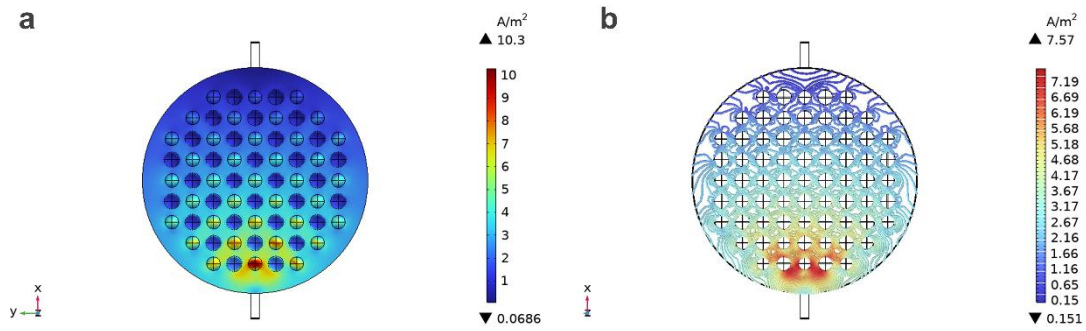 a
A/m²
▲ 10.3
10
9
8
7
6
5
4
3
2
1
▼ 0.0686
x
y
z
b
A/m²
▲ 7.57
7.19
6.69
6.19
5.68
5.18
4.68
4.18
3.67
3.17
2.67
2.16
1.66
1.16
0.65
0.15
▼ 0.151
x
y
z